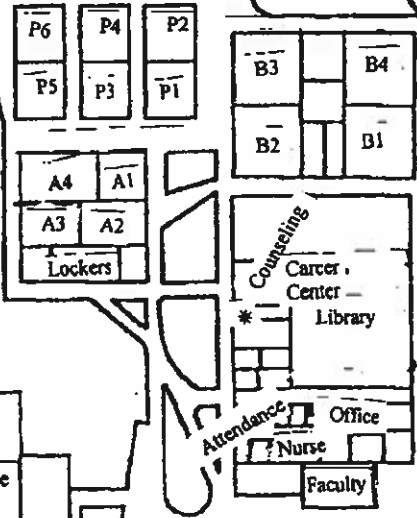 P6 P4 P2
P5 P3 P1
B3 B4
B2 B1
A4 A1
A3 A2
Lockers
Counseling
Career
Center
*
Library
Attendance
Office
Nurse
Faculty
e